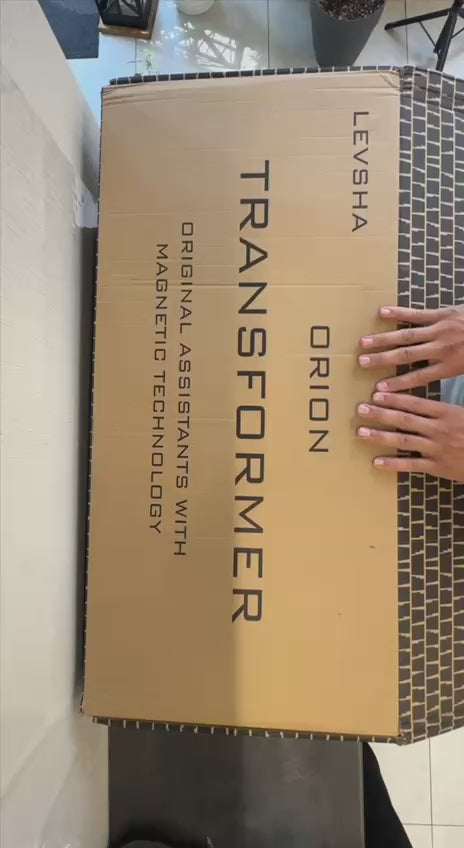 LEVSHA
ORION
TRANSFORMER
ORIGINAL ASSISTANTS WITH
MAGNETIC TECHNOLOGY